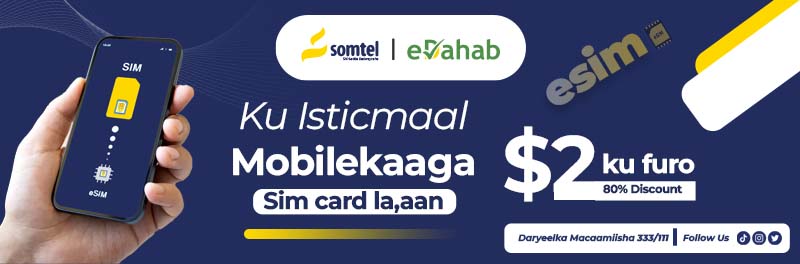 SIM
eSIM
somtel
eDahab
esim
Ku Isticmaal
Mobilekaaga
Sim card la,aan
$2 ku furo
80% Discount
Daryeelka Macaamiisha 333/111 | Follow Us